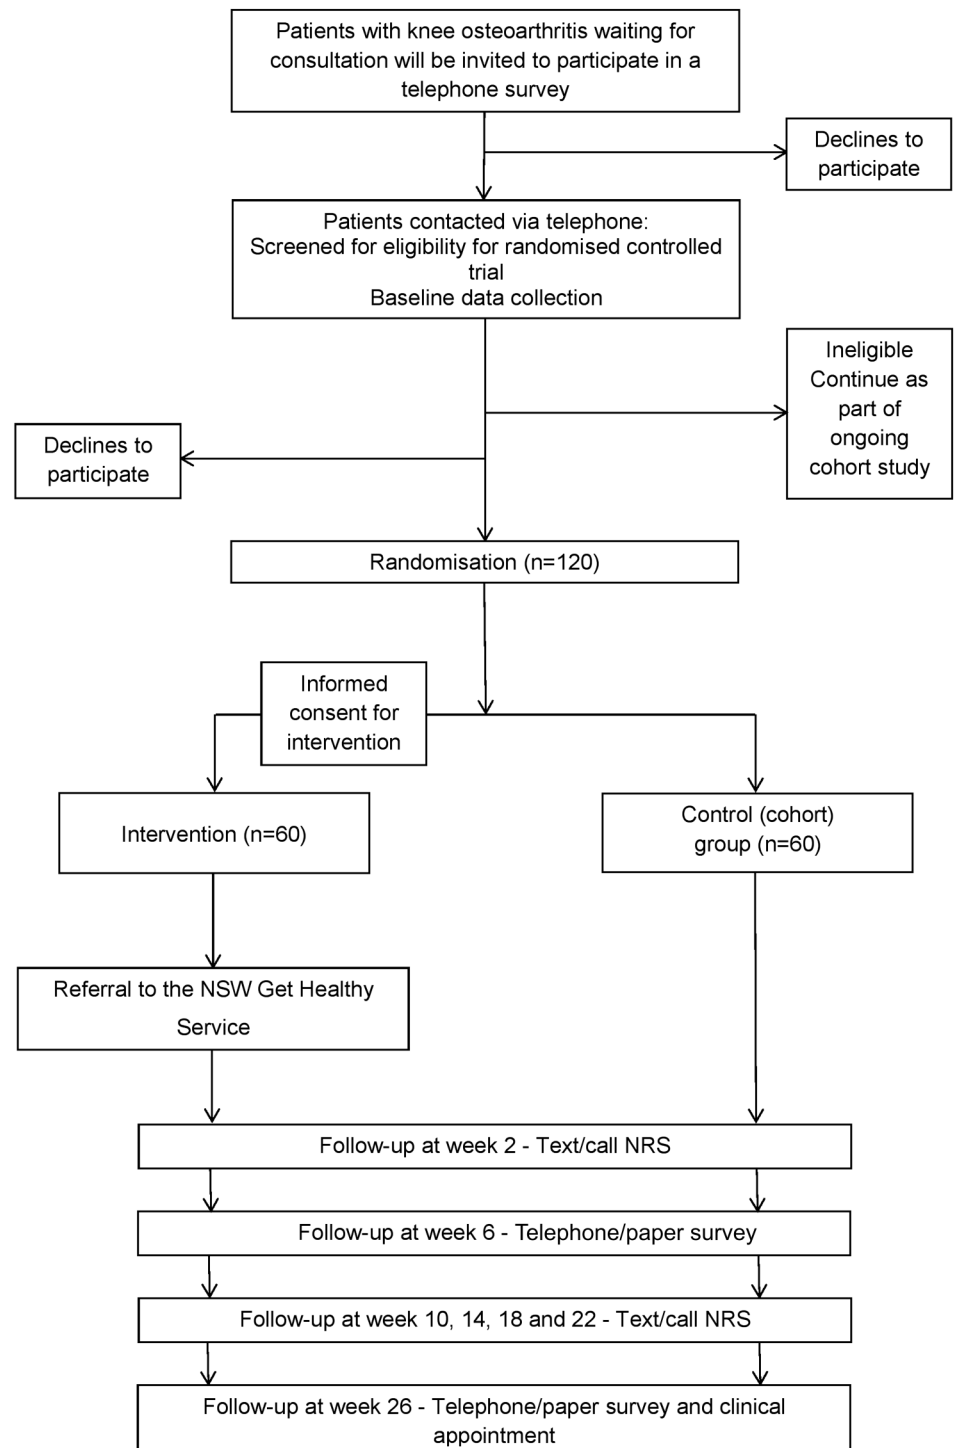 Patients with knee osteoarthritis waiting for
consultation will be invited to participate in a
telephone survey
Declines to
participate
Patients contacted via telephone:
Screened for eligibility for randomised controlled
trial
Baseline data collection
Ineligible
Continue as
part of
ongoing
cohort study
Declines to
participate
Randomisation (n=120)
Informed
consent for
intervention
Intervention (n=60)
Control (cohort)
group (n=60)
Referral to the NSW Get Healthy
Service
Follow-up at week 2 - Text/call NRS
Follow-up at week 6 - Telephone/paper survey
Follow-up at week 10, 14, 18 and 22 - Text/call NRS
Follow-up at week 26 - Telephone/paper survey and clinical
appointment